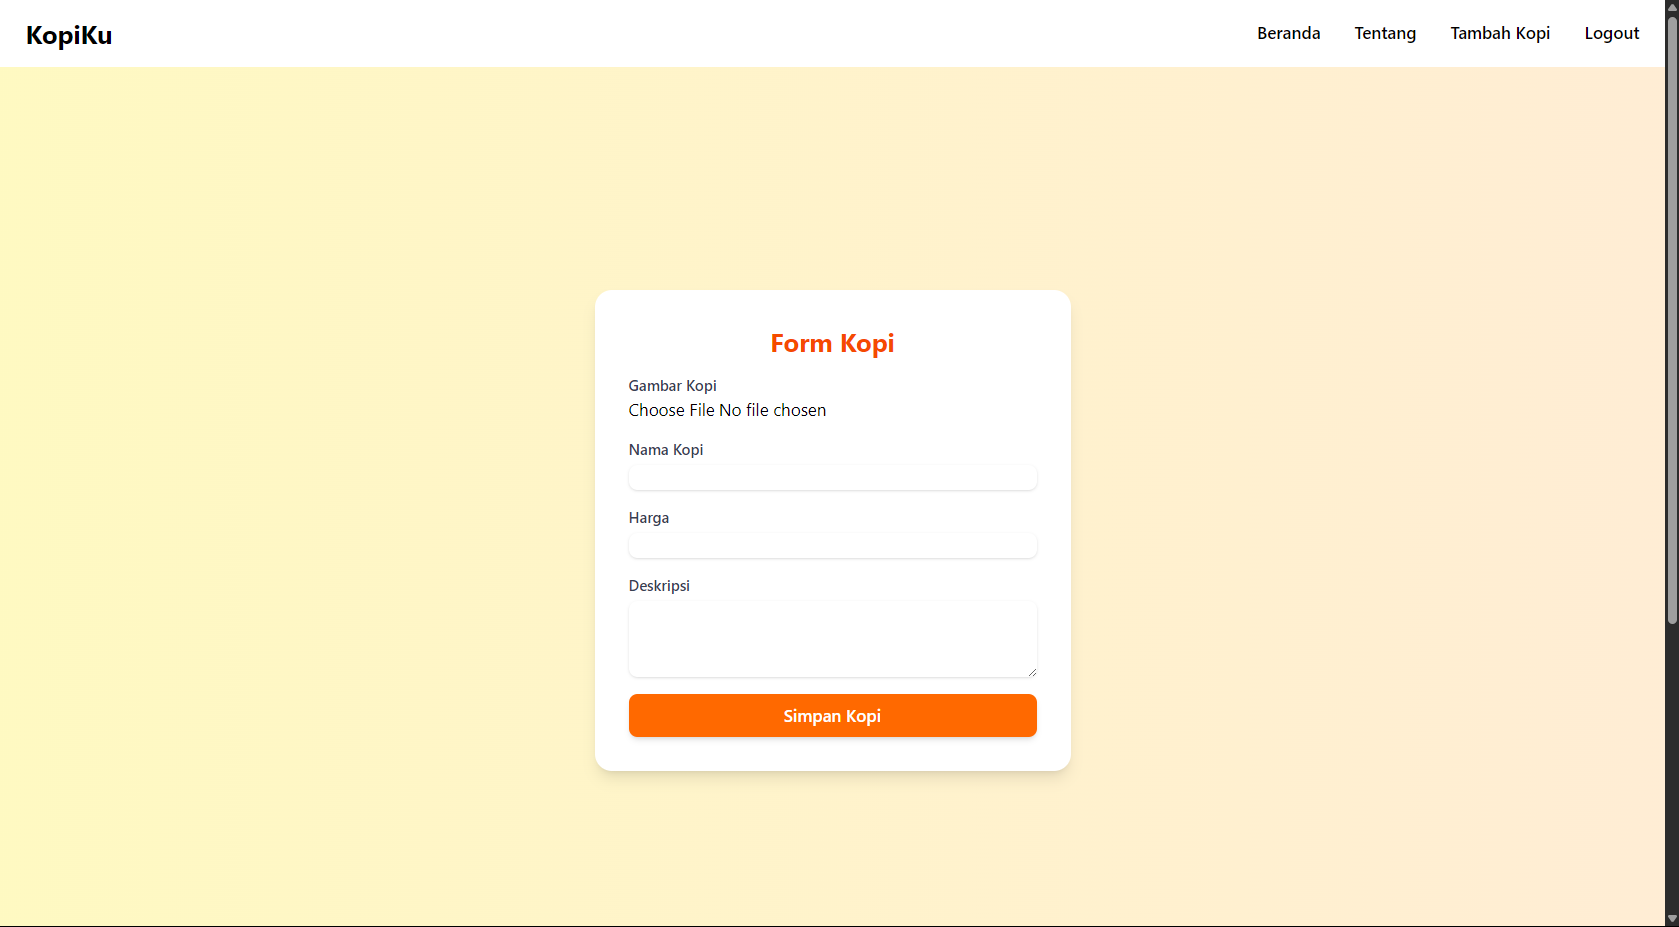 KopiKu
Beranda Tentang Tambah Kopi Logout
Form Kopi
Gambar Kopi
Choose File No file chosen
Nama Kopi
Harga
Deskripsi
Simpan Kopi